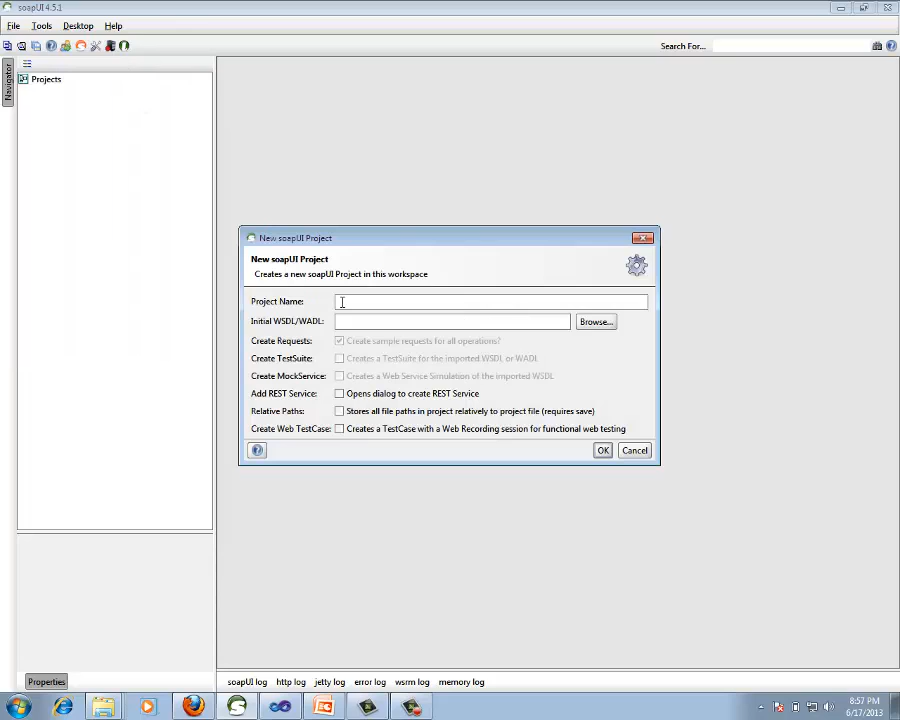 soapUI 4.5.1
File Tools Desktop Help
Search For...
Navigator
Projects
New soapUI Project
New soapUI Project
Creates a new soapUI Project in this workspace
Project Name:
Initial WSDL/WADL: Browse...
Create Requests: Create sample requests for all operations?
Create TestSuite: Creates a TestSuite for the imported WSDL or WADL
Create MockService: Creates a Web Service Simulation of the imported WSDL
Add REST Service: Opens dialog to create REST Service
Relative Paths: Stores all file paths in project relatively to project file (requires save)
Create Web TestCase: Creates a TestCase with a Web Recording session for functional web testing
OK Cancel
Properties
soapUI log http log jetty log error log wsrm log memory log
8:57 PM
6/17/2013